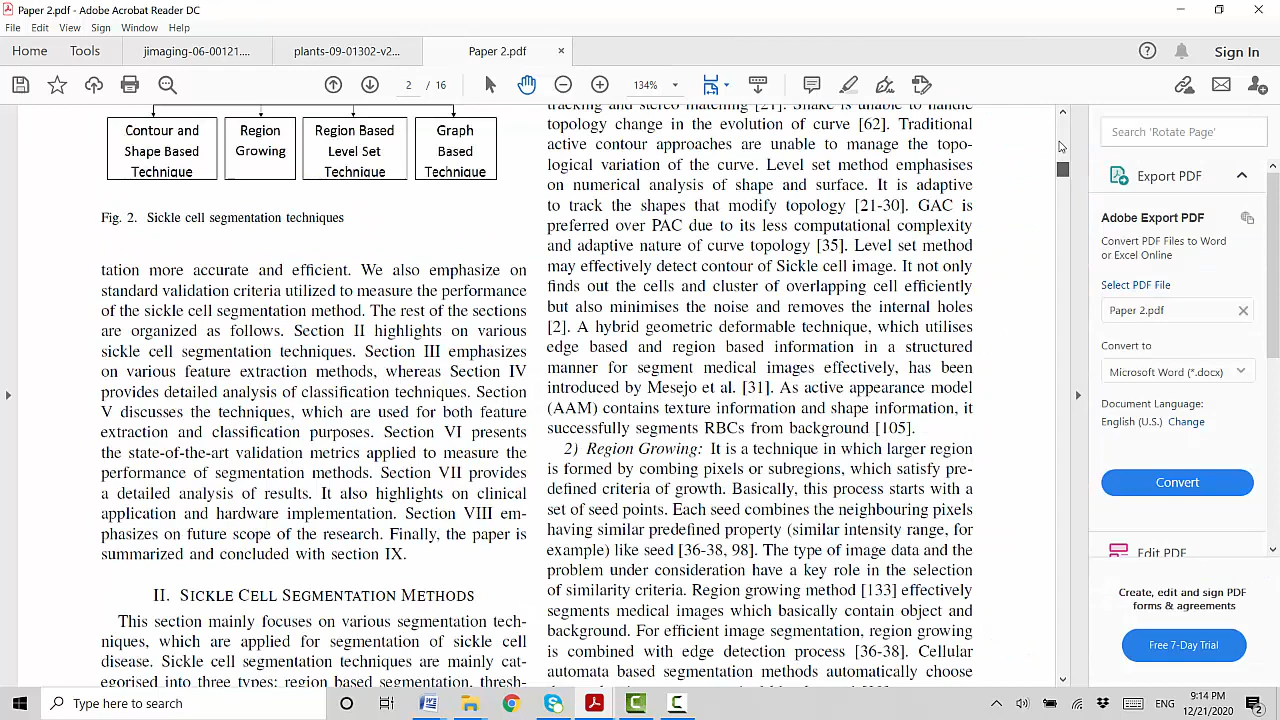 Paper 2.pdf - Adobe Acrobat Reader DC
File Edit View Sign Window Help
Home Tools jimaging-06-00121.... plants-09-01302-v2... Paper 2.pdf × Sign In
2 / 16 134%
Contour and
Shape Based
Technique
Region
Growing
Region Based
Level Set
Technique
Graph
Based
Technique
Fig. 2. Sickle cell segmentation techniques
tation more accurate and efficient. We also emphasize on
standard validation criteria utilized to measure the performance
of the sickle cell segmentation method. The rest of the sections
are organized as follows. Section II highlights on various
sickle cell segmentation techniques. Section III emphasizes
on various feature extraction methods, whereas Section IV
provides detailed analysis of classification techniques. Section
V discusses the techniques, which are used for both feature
extraction and classification purposes. Section VI presents
the state-of-the-art validation metrics applied to measure the
performance of segmentation methods. Section VII provides
a detailed analysis of results. It also highlights on clinical
application and hardware implementation. Section VIII em-
phasizes on future scope of the research. Finally, the paper is
summarized and concluded with section IX.
II. SICKLE CELL SEGMENTATION METHODS
This section mainly focuses on various segmentation tech-
niques, which are applied for segmentation of sickle cell
disease. Sickle cell segmentation techniques are mainly cat-
egorised into three types: region based segmentation, thresh-
tracking and stereo matching [21]. Snake is unable to handle
topology change in the evolution of curve [62]. Traditional
active contour approaches are unable to manage the topo-
logical variation of the curve. Level set method emphasises
on numerical analysis of shape and surface. It is adaptive
to track the shapes that modify topology [21-30]. GAC is
preferred over PAC due to its less computational complexity
and adaptive nature of curve topology [35]. Level set method
may effectively detect contour of Sickle cell image. It not only
finds out the cells and cluster of overlapping cell efficiently
but also minimises the noise and removes the internal holes
[2]. A hybrid geometric deformable technique, which utilises
edge based and region based information in a structured
manner for segment medical images effectively, has been
introduced by Mesejo et al. [31]. As active appearance model
(AAM) contains texture information and shape information, it
successfully segments RBCs from background [105].
2) Region Growing: It is a technique in which larger region
is formed by combing pixels or subregions, which satisfy pre-
defined criteria of growth. Basically, this process starts with a
set of seed points. Each seed combines the neighbouring pixels
having similar predefined property (similar intensity range, for
example) like seed [36-38, 98]. The type of image data and the
problem under consideration have a key role in the selection
of similarity criteria. Region growing method [133] effectively
segments medical images which basically contain object and
background. For efficient image segmentation, region growing
is combined with edge detection process [36-38]. Cellular
automata based segmentation methods automatically choose
Search 'Rotate Page'
Export PDF
Adobe Export PDF
Convert PDF Files to Word
or Excel Online
Select PDF File
Paper 2.pdf
Convert to
Microsoft Word (*.docx)
Document Language:
English (U.S.) Change
Convert
Edit PDF
Create, edit and sign PDF
forms & agreements
Free 7-Day Trial
Type here to search
ENG
9:14 PM
12/21/2020
2